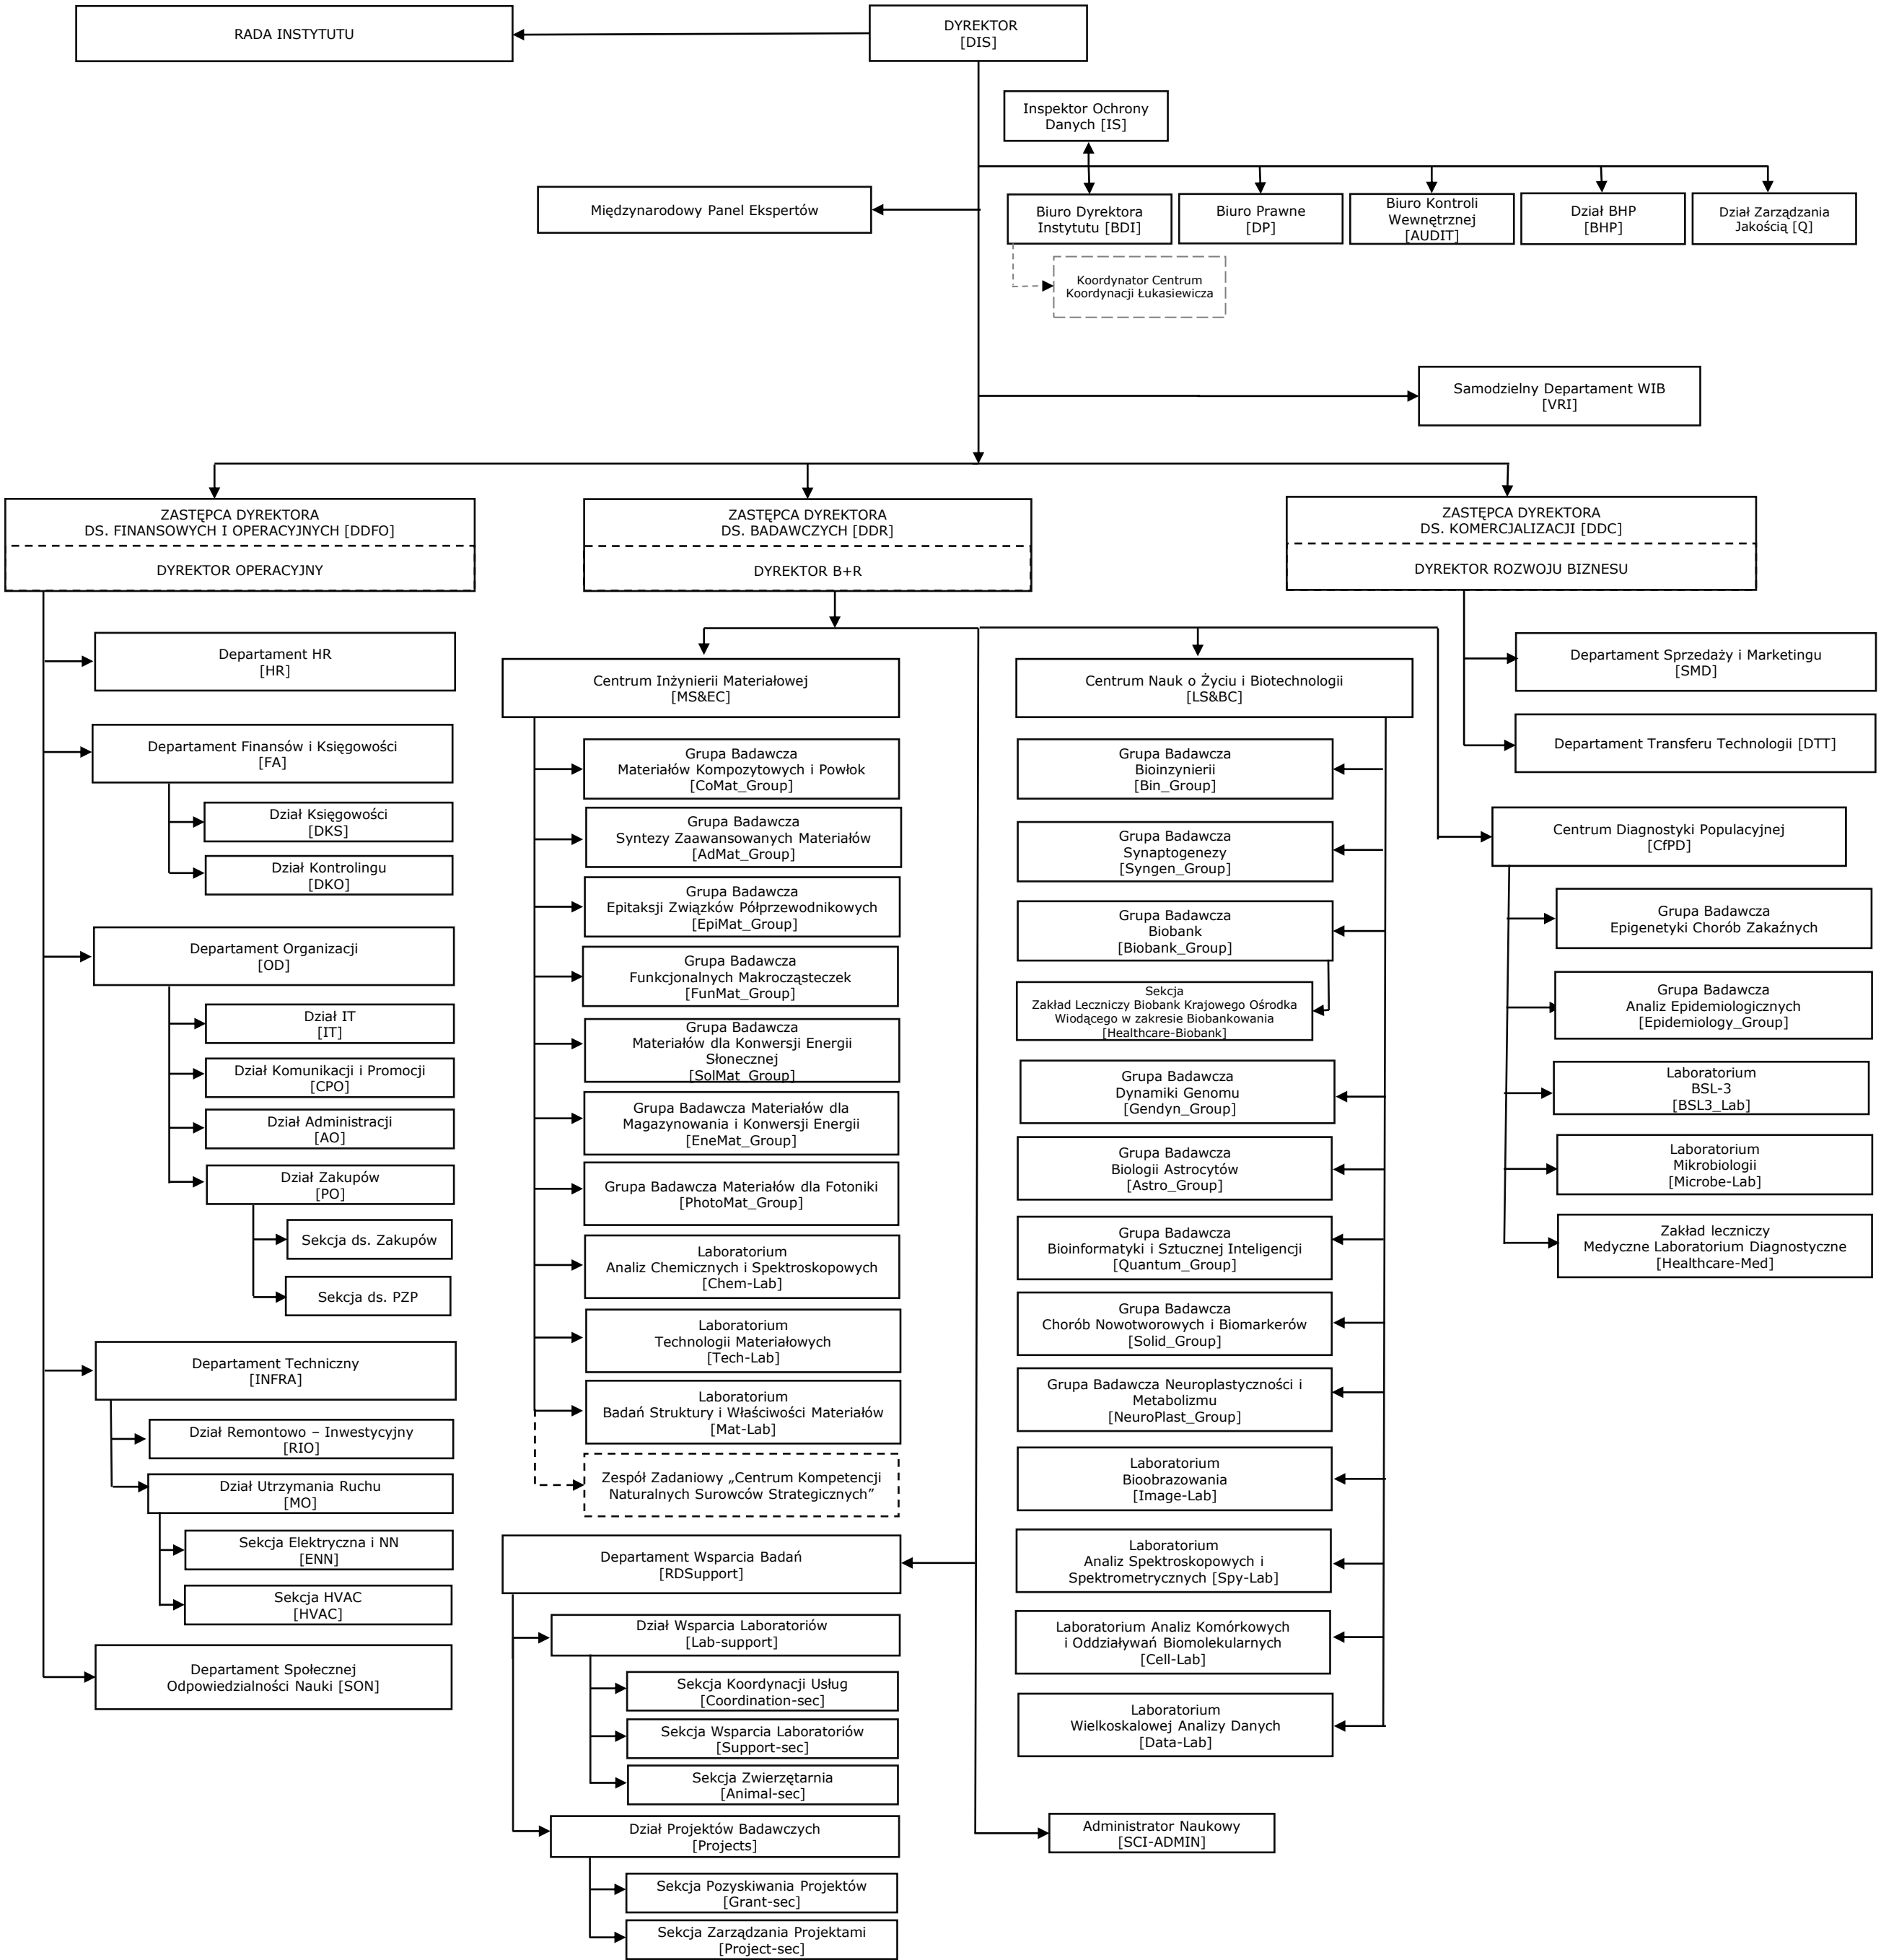 RADA INSTYTUTU
DYREKTOR
[DIS]
Inspektor Ochrony
Danych [IS]
Międzynarodowy Panel Ekspertów
Biuro Dyrektora
Instytutu [BDI]
Biuro Prawne
[DP]
Biuro Kontroli
Wewnętrznej
[AUDIT]
Dział BHP
[BHP]
Dział Zarządzania
Jakością [Q]
Koordynator Centrum
Koordynacji Łukasiewicza
Samodzielny Departament WIB
[VRI]
ZASTĘPCA DYREKTORA
DS. FINANSOWYCH I OPERACYJNYCH [DDFO]
DYREKTOR OPERACYJNY
ZASTĘPCA DYREKTORA
DS. BADAWCZYCH [DDR]
DYREKTOR B+R
ZASTĘPCA DYREKTORA
DS. KOMERCJALIZACJI [DDC]
DYREKTOR ROZWOJU BIZNESU
Departament HR
[HR]
Departament Finansów i Księgowości
[FA]
Dział Księgowości
[DKS]
Dział Kontrolingu
[DKO]
Departament Organizacji
[OD]
Dział IT
[IT]
Dział Komunikacji i Promocji
[CPO]
Dział Administracji
[AO]
Dział Zakupów
[PO]
Sekcja ds. Zakupów
Sekcja ds. PZP
Departament Techniczny
[INFRA]
Dział Remontowo – Inwestycyjny
[RIO]
Dział Utrzymania Ruchu
[MO]
Sekcja Elektryczna i NN
[ENN]
Sekcja HVAC
[HVAC]
Departament Społecznej
Odpowiedzialności Nauki [SON]
Centrum Inżynierii Materiałowej
[MS&EC]
Grupa Badawcza
Materiałów Kompozytowych i Powłok
[CoMat_Group]
Grupa Badawcza
Syntezy Zaawansowanych Materiałów
[AdMat_Group]
Grupa Badawcza
Epitaksji Związków Półprzewodnikowych
[EpiMat_Group]
Grupa Badawcza
Funkcjonalnych Makrocząsteczek
[FunMat_Group]
Grupa Badawcza
Materiałów dla Konwersji Energii
Słonecznej
[SolMat_Group]
Grupa Badawcza Materiałów dla
Magazynowania i Konwersji Energii
[EneMat_Group]
Grupa Badawcza Materiałów dla Fotoniki
[PhotoMat_Group]
Laboratorium
Analiz Chemicznych i Spektroskopowych
[Chem-Lab]
Laboratorium
Technologii Materiałowych
[Tech-Lab]
Laboratorium
Badań Struktury i Właściwości Materiałów
[Mat-Lab]
Zespół Zadaniowy „Centrum Kompetencji
Naturalnych Surowców Strategicznych”
Departament Wsparcia Badań
[RDSupport]
Dział Wsparcia Laboratoriów
[Lab-support]
Sekcja Koordynacji Usług
[Coordination-sec]
Sekcja Wsparcia Laboratoriów
[Support-sec]
Sekcja Zwierzętarnia
[Animal-sec]
Dział Projektów Badawczych
[Projects]
Sekcja Pozyskiwania Projektów
[Grant-sec]
Sekcja Zarządzania Projektami
[Project-sec]
Centrum Nauk o Życiu i Biotechnologii
[LS&BC]
Grupa Badawcza
Bioinzynierii
[Bin_Group]
Grupa Badawcza
Synaptogenezy
[Syngen_Group]
Grupa Badawcza
Biobank
[Biobank_Group]
Sekcja
Zakład Leczniczy Biobank Krajowego Ośrodka
Wiodącego w zakresie Biobankowania
[Healthcare-Biobank]
Grupa Badawcza
Dynamiki Genomu
[Gendyn_Group]
Grupa Badawcza
Biologii Astrocytów
[Astro_Group]
Grupa Badawcza
Bioinformatyki i Sztucznej Inteligencji
[Quantum_Group]
Grupa Badawcza
Chorób Nowotworowych i Biomarkerów
[Solid_Group]
Grupa Badawcza Neuroplastyczności i
Metabolizmu
[NeuroPlast_Group]
Laboratorium
Bioobrazowania
[Image-Lab]
Laboratorium
Analiz Spektroskopowych i
Spektrometrycznych [Spy-Lab]
Laboratorium Analiz Komórkowych
i Oddziaływań Biomolekularnych
[Cell-Lab]
Laboratorium
Wielkoskalowej Analizy Danych
[Data-Lab]
Administrator Naukowy
[SCI-ADMIN]
Departament Sprzedaży i Marketingu
[SMD]
Departament Transferu Technologii [DTT]
Centrum Diagnostyki Populacyjnej
[CfPD]
Grupa Badawcza
Epigenetyki Chorób Zakaźnych
Grupa Badawcza
Analiz Epidemiologicznych
[Epidemiology_Group]
Laboratorium
BSL-3
[BSL3_Lab]
Laboratorium
Mikrobiologii
[Microbe-Lab]
Zakład leczniczy
Medyczne Laboratorium Diagnostyczne
[Healthcare-Med]